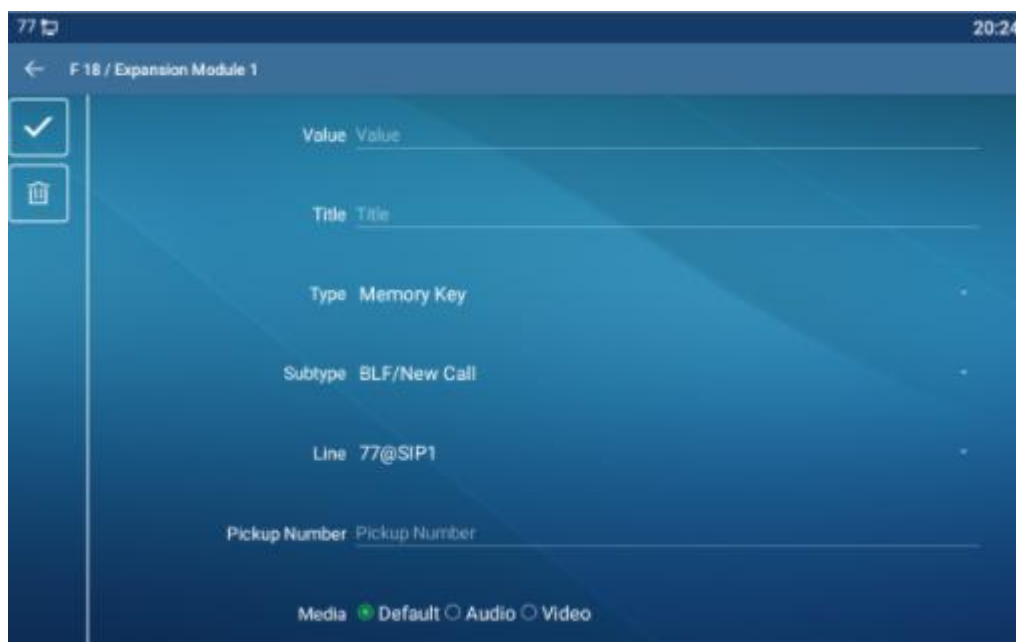 77 20:24
F 18 / Expansion Module 1
Value Value
Title Title
Type Memory Key
Subtype BLF/New Call
Line 77@SIP1
Pickup Number Pickup Number
Media Default Audio Video